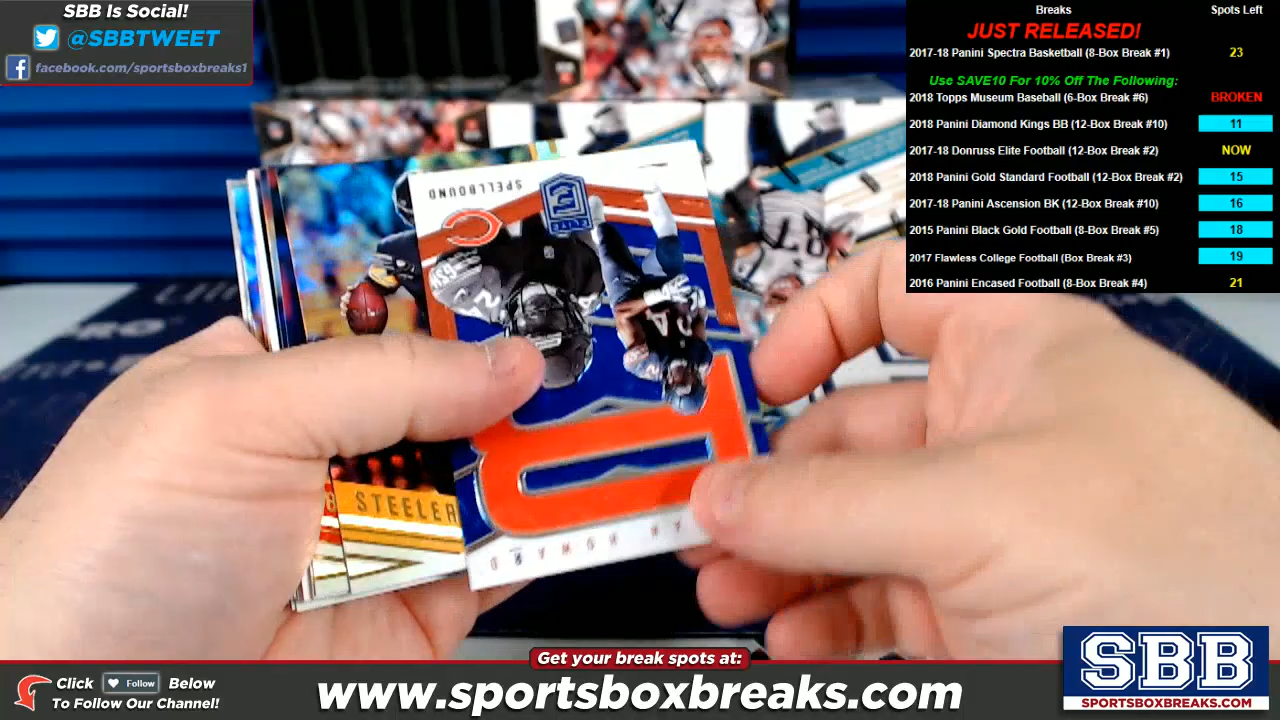 SBB Is Social!
@SBBTWEET
facebook.com/sportsboxbreaks1
Breaks Spots Left
JUST RELEASED!
2017-18 Panini Spectra Basketball (8-Box Break #1) 23
Use SAVE10 For 10% Off The Following:
2018 Topps Museum Baseball (6-Box Break #6) BROKEN
2018 Panini Diamond Kings BB (12-Box Break #10) 11
2017-18 Donruss Elite Football (12-Box Break #2) NOW
2018 Panini Gold Standard Football (12-Box Break #2) 15
2017-18 Panini Ascension BK (12-Box Break #10) 16
2015 Panini Black Gold Football (8-Box Break #5) 18
2017 Flawless College Football (Box Break #3) 19
2016 Panini Encased Football (8-Box Break #4) 21
SPELLBOUND
GSH
87
STEELER
HOWARD
Get your break spots at:
Click Follow Below
To Follow Our Channel!
www.sportsboxbreaks.com
SBB
SPORTSBOXBREAKS.COM